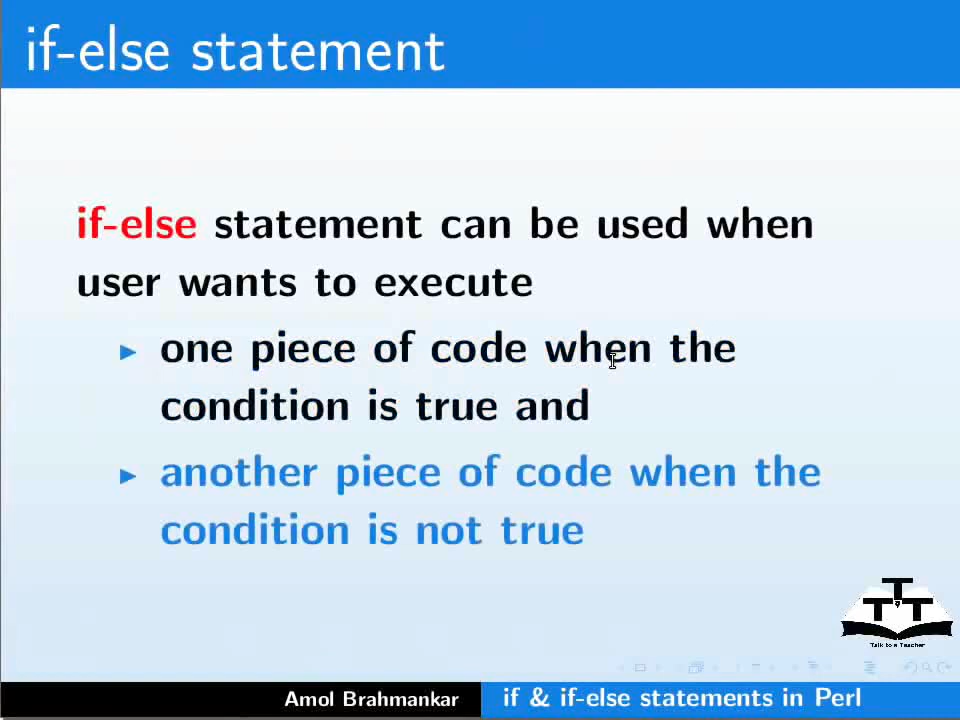 if-else statement
if-else statement can be used when
user wants to execute
one piece of code when the
condition is true and
another piece of code when the
condition is not true
T T T
Talk to a Teacher
Amol Brahmankar
if & if-else statements in Perl